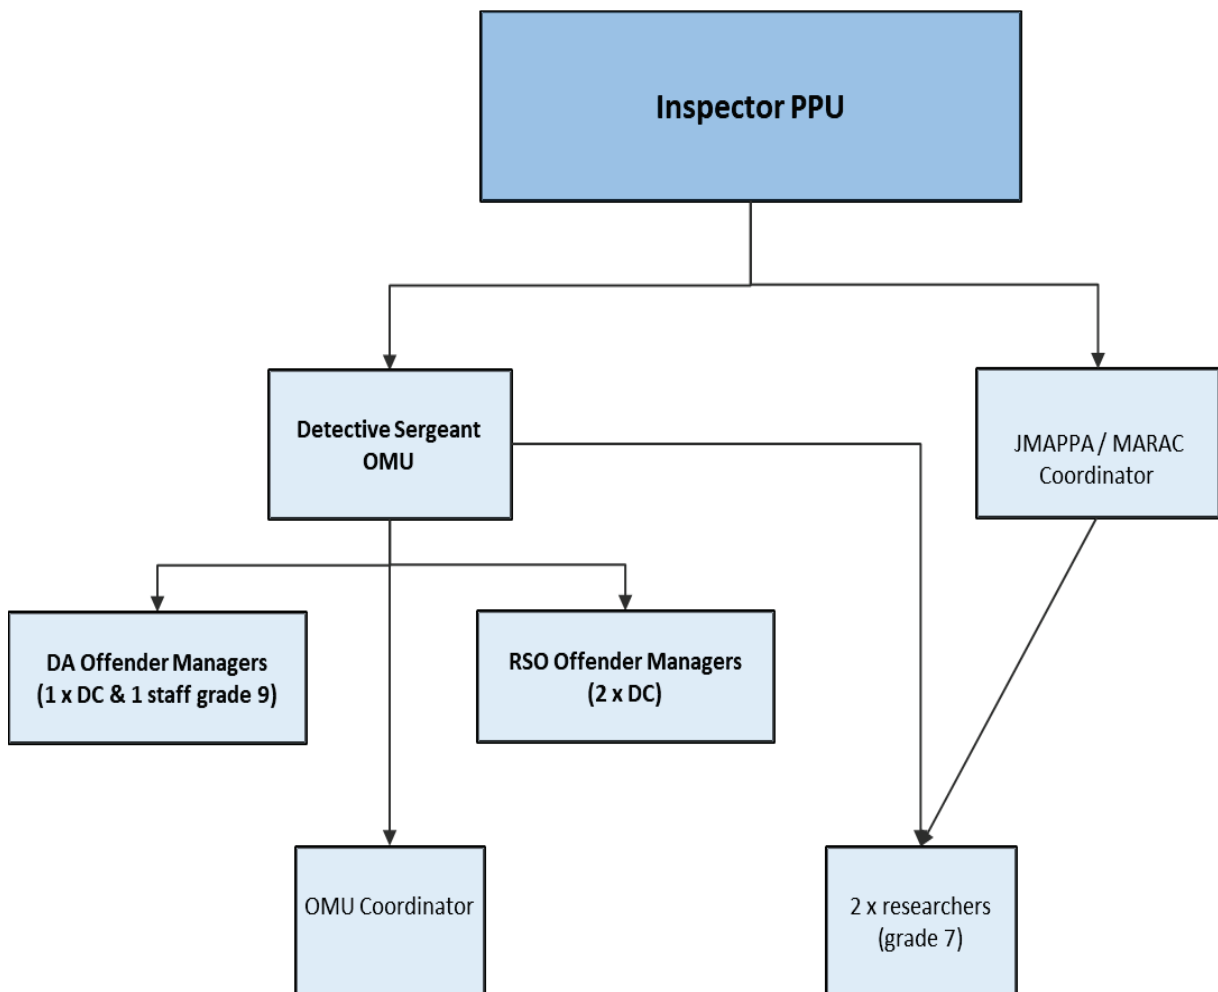 Inspector PPU
Detective Sergeant
OMU
JMAPPA / MARAC
Coordinator
DA Offender Managers
(1 x DC & 1 staff grade 9)
RSO Offender Managers
(2 x DC)
OMU Coordinator
2 x researchers
(grade 7)